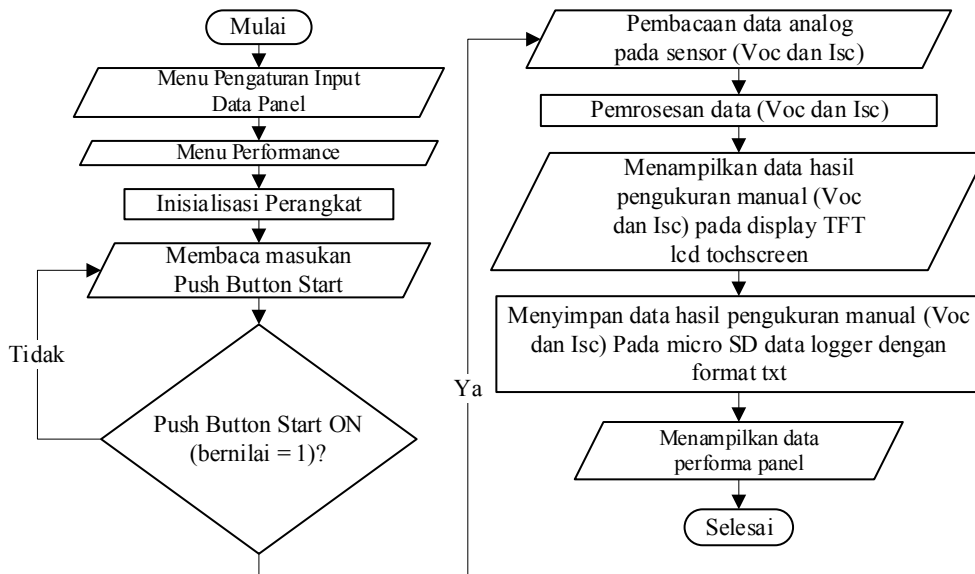 Mulai
Menu Pengaturan Input
Data Panel
Menu Performance
Inisialisasi Perangkat
Membaca masukan
Push Button Start
Tidak
Push Button Start ON
(bernilai = 1)?
Ya
Pembacaan data analog
pada sensor (Voc dan Isc)
Pemrosesan data (Voc dan Isc)
Menampilkan data hasil
pengukuran manual (Voc
dan Isc) pada display TFT
lcd tochscreen
Menyimpan data hasil pengukuran manual (Voc
dan Isc) Pada micro SD data logger dengan
format txt
Menampilkan data
performa panel
Selesai